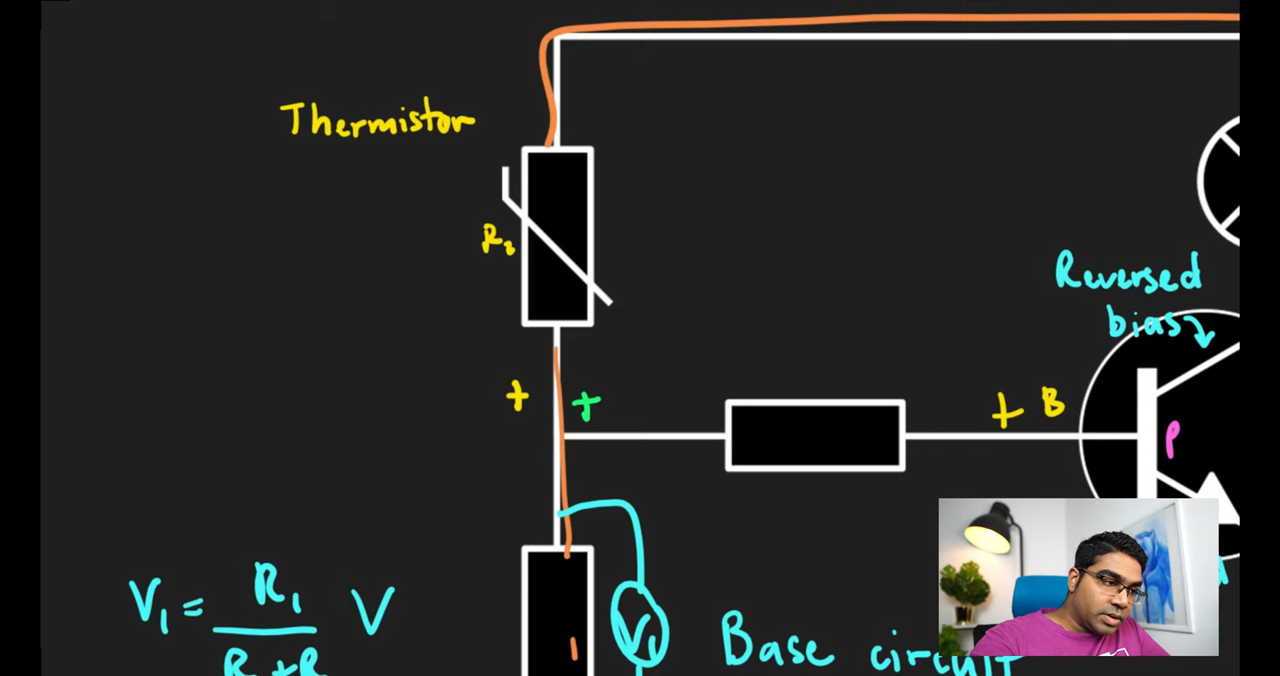 Thermistor
R₂
Reversed
bias
+
+
+ B
P
V₁ = R₁ V
V₁
Base circuit